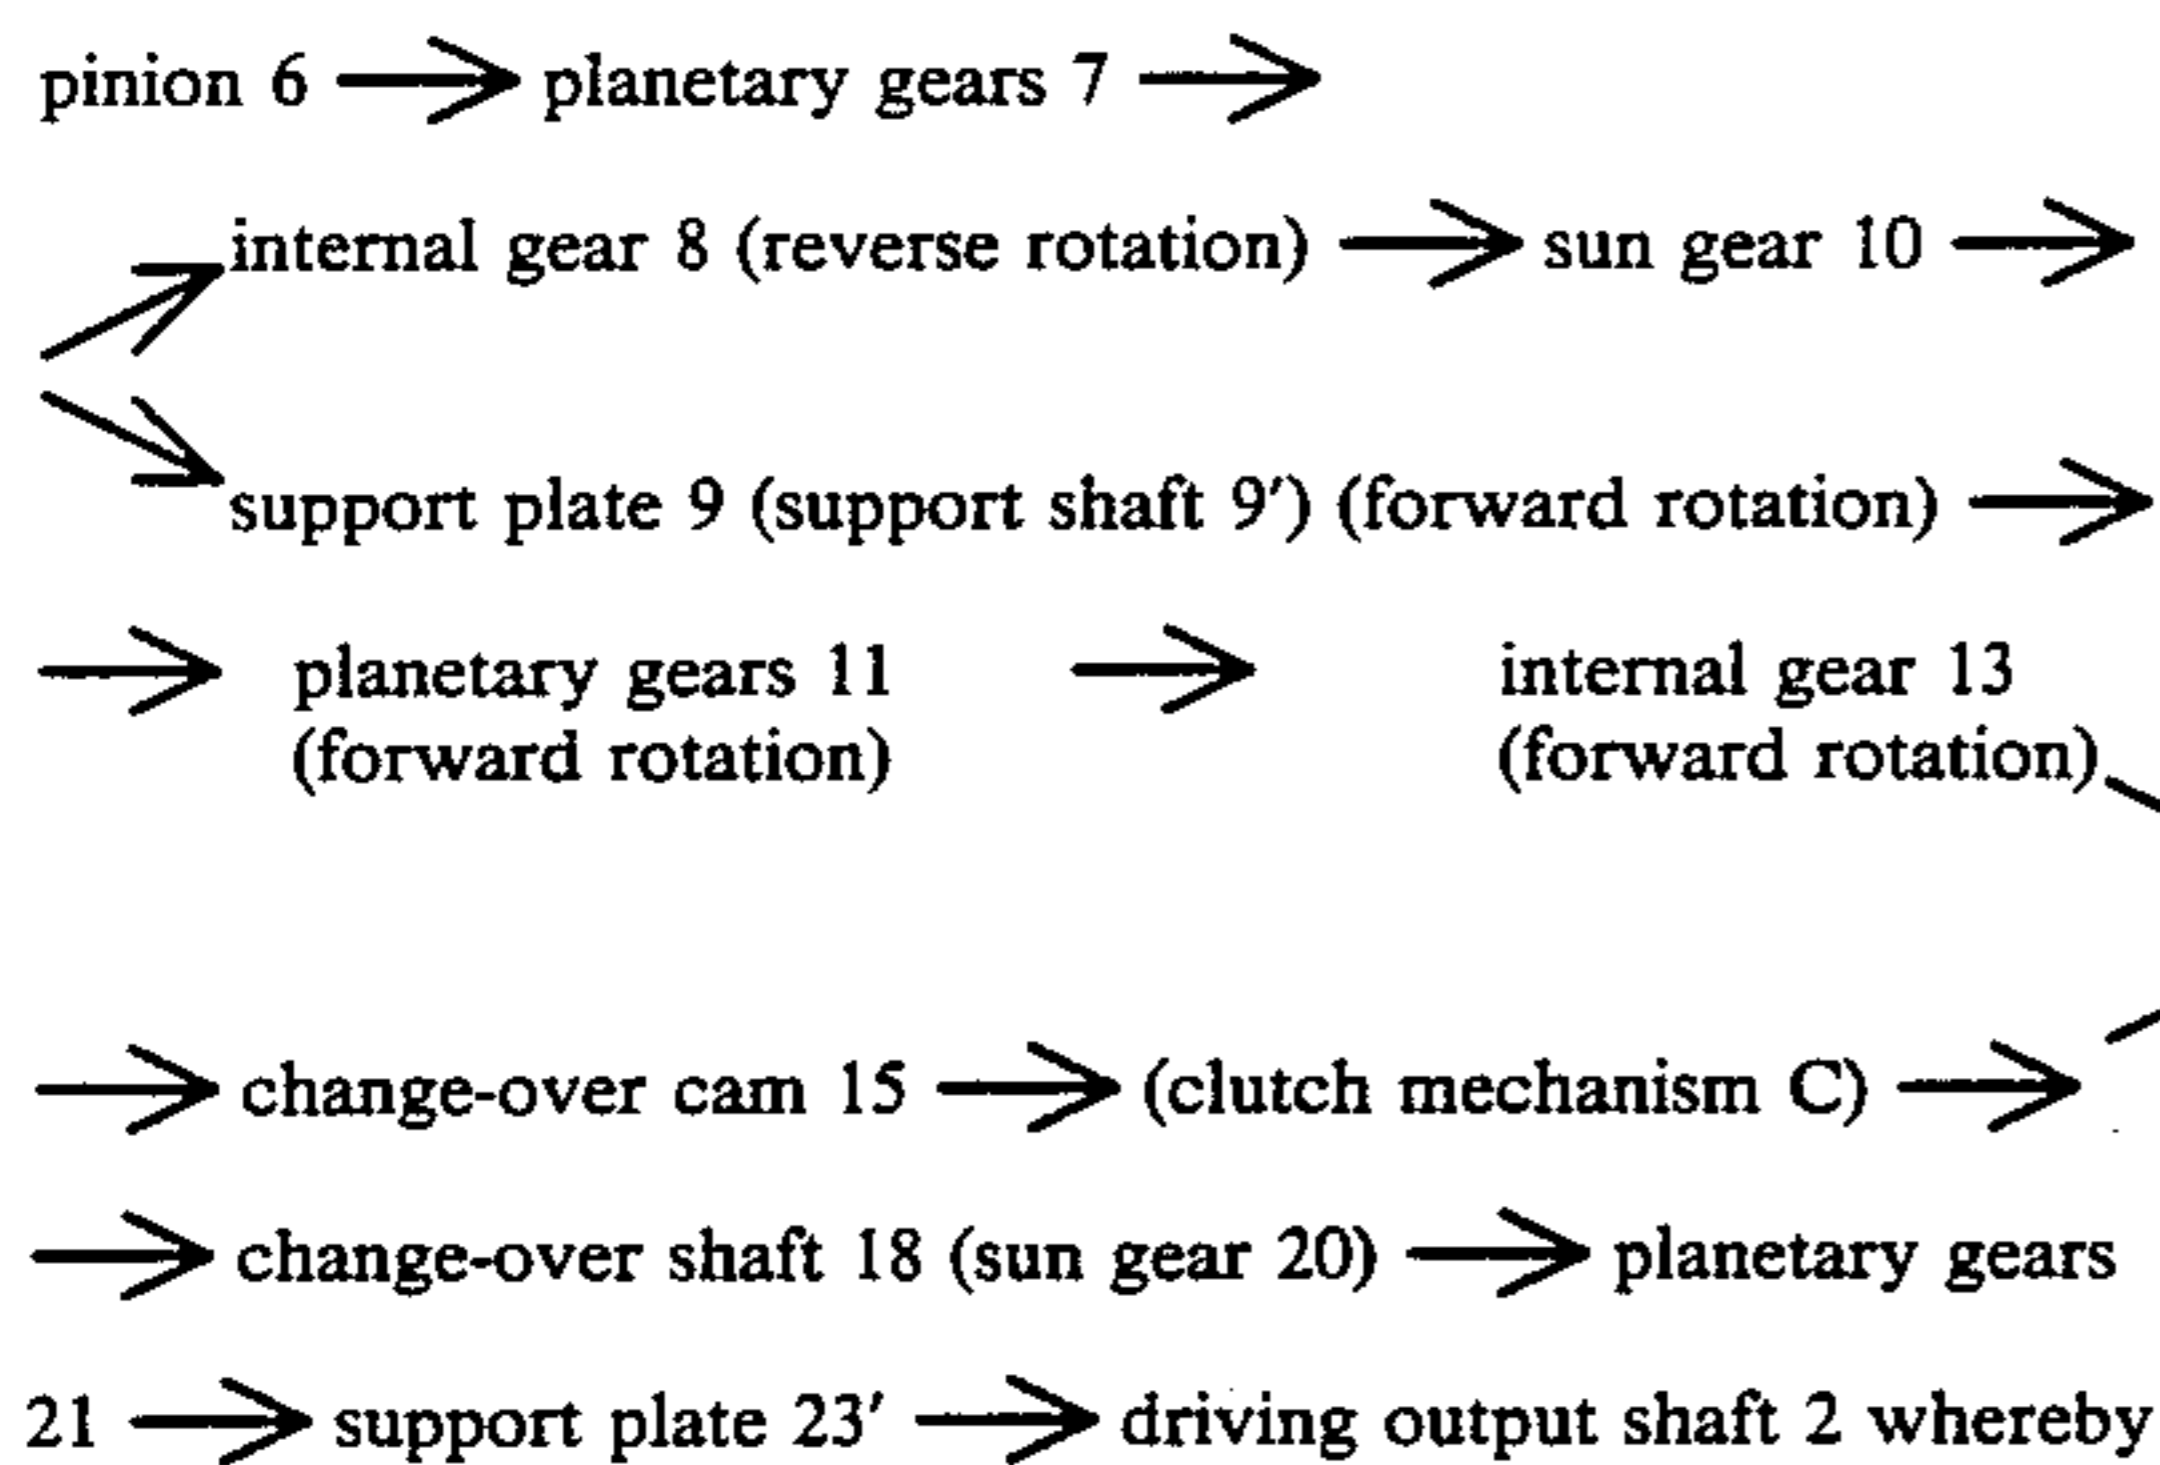 pinion 6 → planetary gears 7 →
internal gear 8 (reverse rotation) → sun gear 10 →
support plate 9 (support shaft 9′) (forward rotation) →
→ planetary gears 11 → internal gear 13
(forward rotation) (forward rotation)
→ change-over cam 15 → (clutch mechanism C) →
→ change-over shaft 18 (sun gear 20) → planetary gears
21 → support plate 23′ → driving output shaft 2 whereby